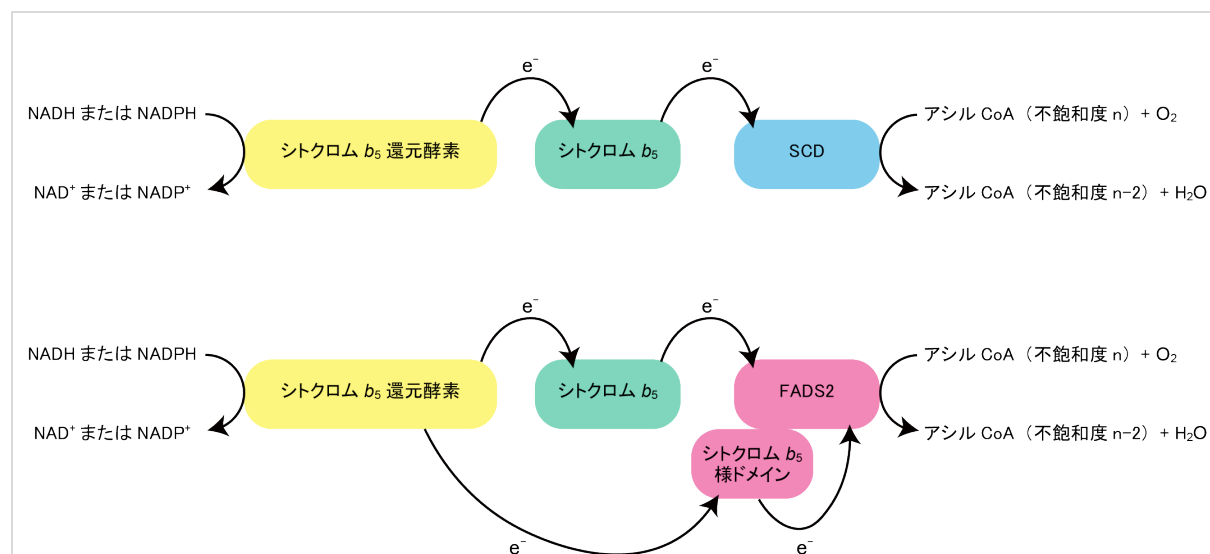 e⁻
e⁻
NADH または NADPH
アシル CoA (不飽和度 n) + O₂
シトクロム b₅ 還元酵素
シトクロム b₅
SCD
NAD⁺ または NADP⁺
アシル CoA (不飽和度 n-2) + H₂O
e⁻
e⁻
NADH または NADPH
アシル CoA (不飽和度 n) + O₂
シトクロム b₅ 還元酵素
シトクロム b₅
FADS2
NAD⁺ または NADP⁺
アシル CoA (不飽和度 n-2) + H₂O
シトクロム b₅
様ドメイン
e⁻
e⁻